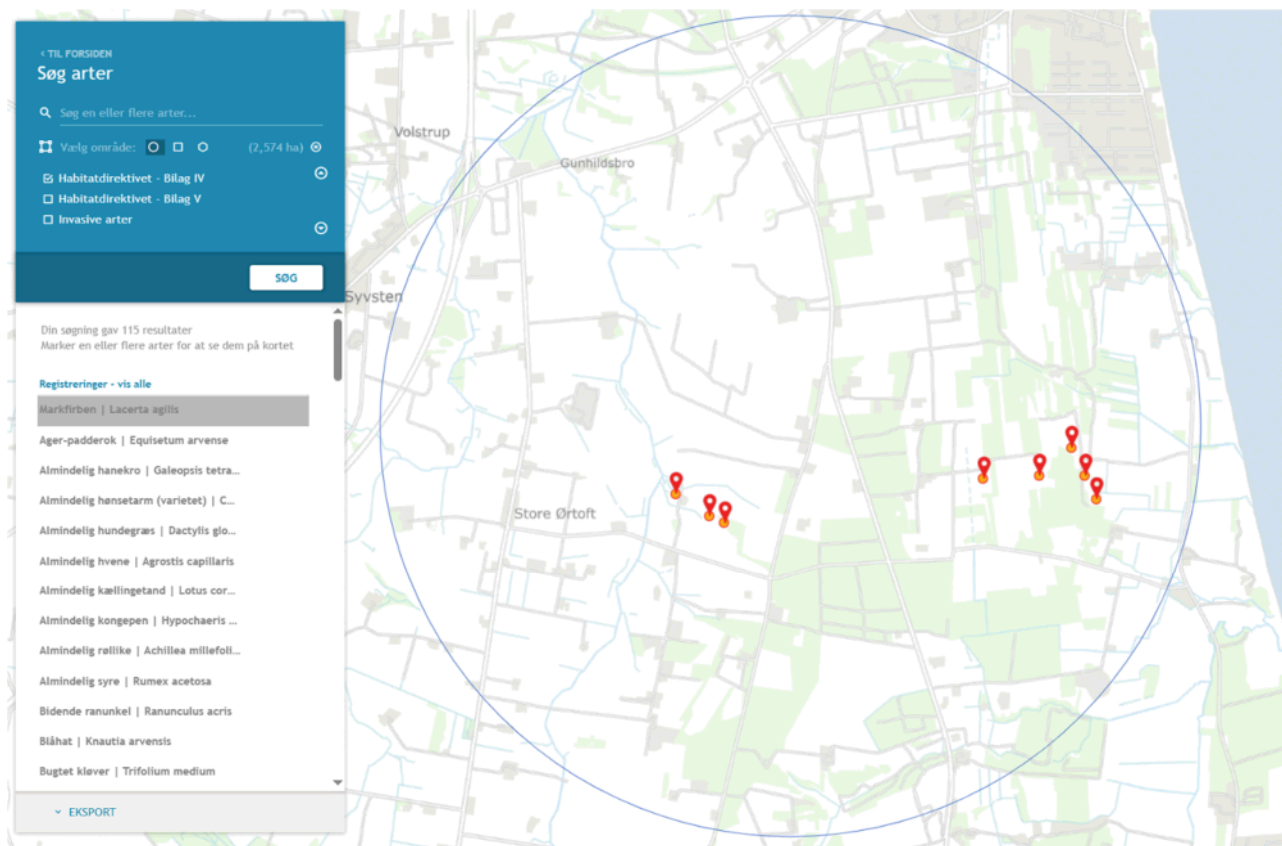 < TIL FORSIDEN
Søg arter
Søg en eller flere arter...
Vælg område: (2,574 ha)
Habitatdirektivet - Bilag IV
Habitatdirektivet - Bilag V
Invasive arter
SØG
Din søgning gav 115 resultater
Marker en eller flere arter for at se dem på kortet
Registreringer - vis alle
Markfirben | Lacerta agilis
Ager-padderok | Equisetum arvense
Almindelig hanekro | Galeopsis tetra...
Almindelig hønsetarm (varietet) | C...
Almindelig hundegræs | Dactylis glo...
Almindelig hvene | Agrostis capillaris
Almindelig kællingetand | Lotus cor...
Almindelig kongepen | Hypochaeris ...
Almindelig røllike | Achillea millefoli...
Almindelig syre | Rumex acetosa
Bidende ranunkel | Ranunculus acris
Blåhat | Knautia arvensis
Bugtet kløver | Trifolium medium
EKSPORT
Volstrup
Gunhildsbro
Syvsten
Store Ørtoft